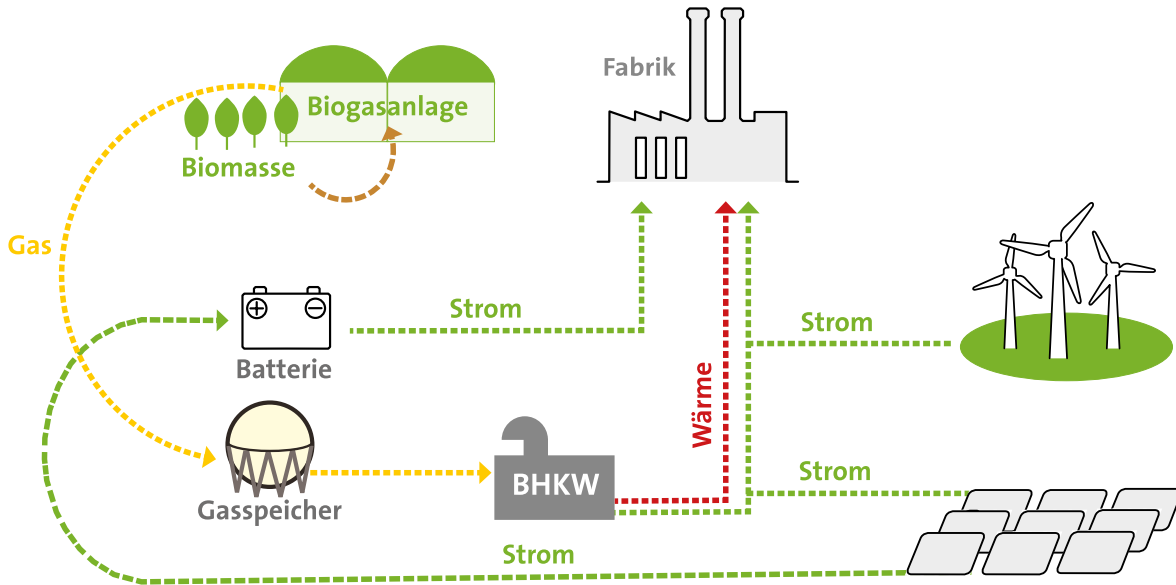 Fabrik
Biogasanlage
Biomasse
Gas
Strom
Strom
Batterie
Wärme
Strom
BHKW
Gasspeicher
Strom